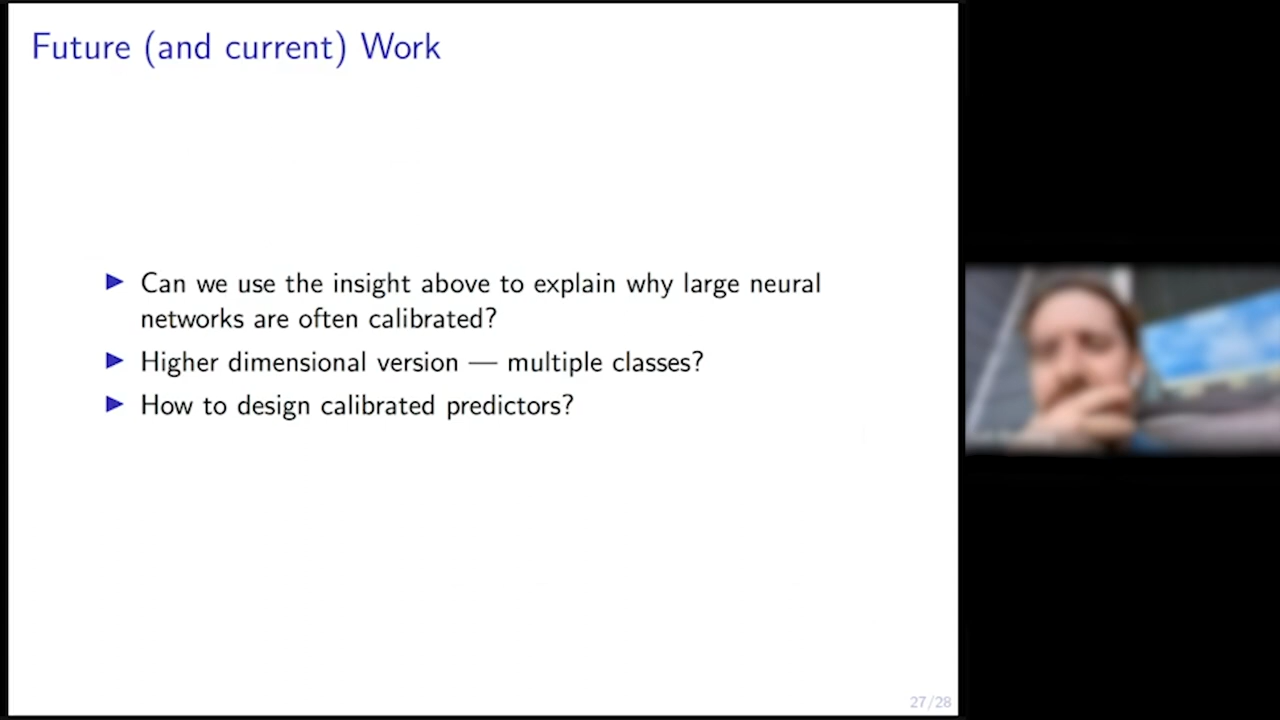 Future (and current) Work
▶ Can we use the insight above to explain why large neural
networks are often calibrated?
▶ Higher dimensional version — multiple classes?
▶ How to design calibrated predictors?
27/28